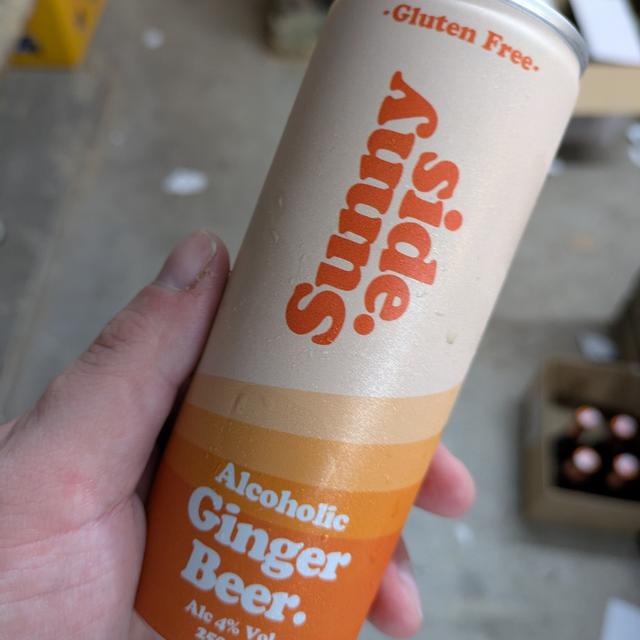 ·Gluten Free·
Sunny
side.
Alcoholic
Ginger
Beer.
Alc 4% Vol